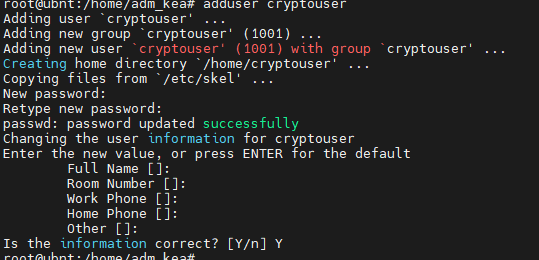 root@ubnt:/home/adm_kea# adduser cryptouser
Adding user `cryptouser' ...
Adding new group `cryptouser' (1001) ...
Adding new user `cryptouser' (1001) with group `cryptouser' ...
Creating home directory `/home/cryptouser' ...
Copying files from `/etc/skel' ...
New password:
Retype new password:
passwd: password updated successfully
Changing the user information for cryptouser
Enter the new value, or press ENTER for the default
        Full Name []:
        Room Number []:
        Work Phone []:
        Home Phone []:
        Other []:
Is the information correct? [Y/n] Y
root@ubnt:/home/adm_kea#